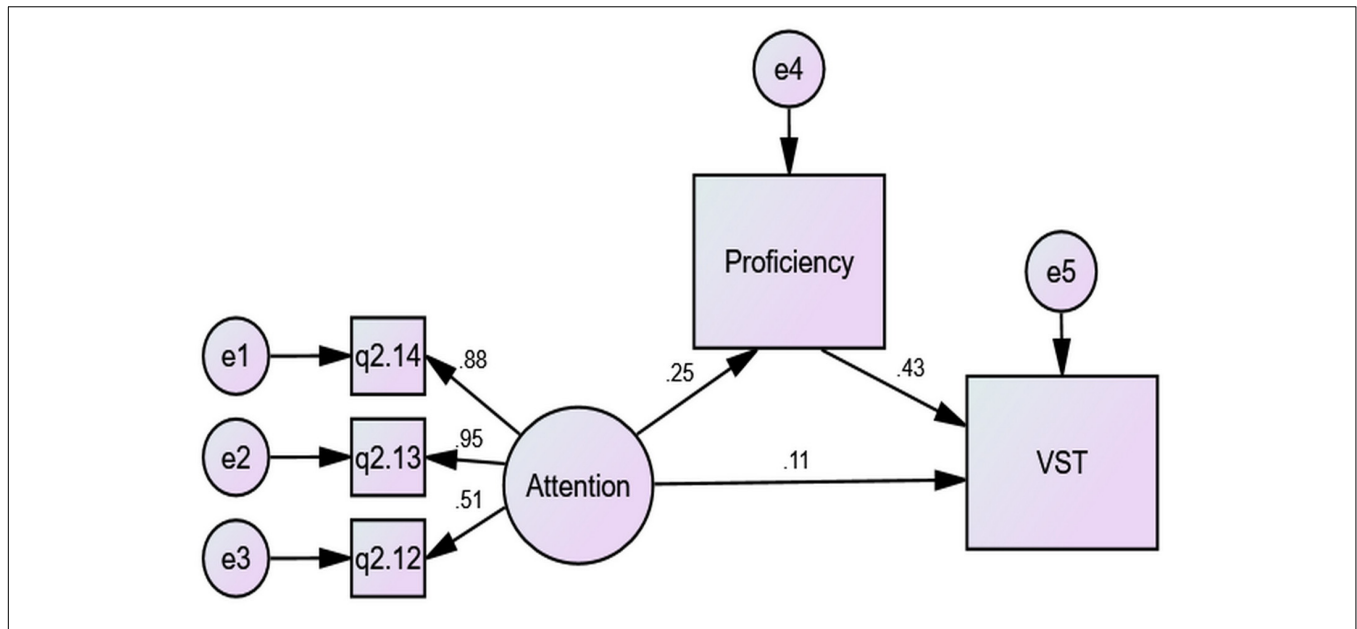 e4
Proficiency
e5
e1
q2.14
.88
.25
.43
e2
q2.13
.95
Attention
.11
VST
e3
q2.12
.51